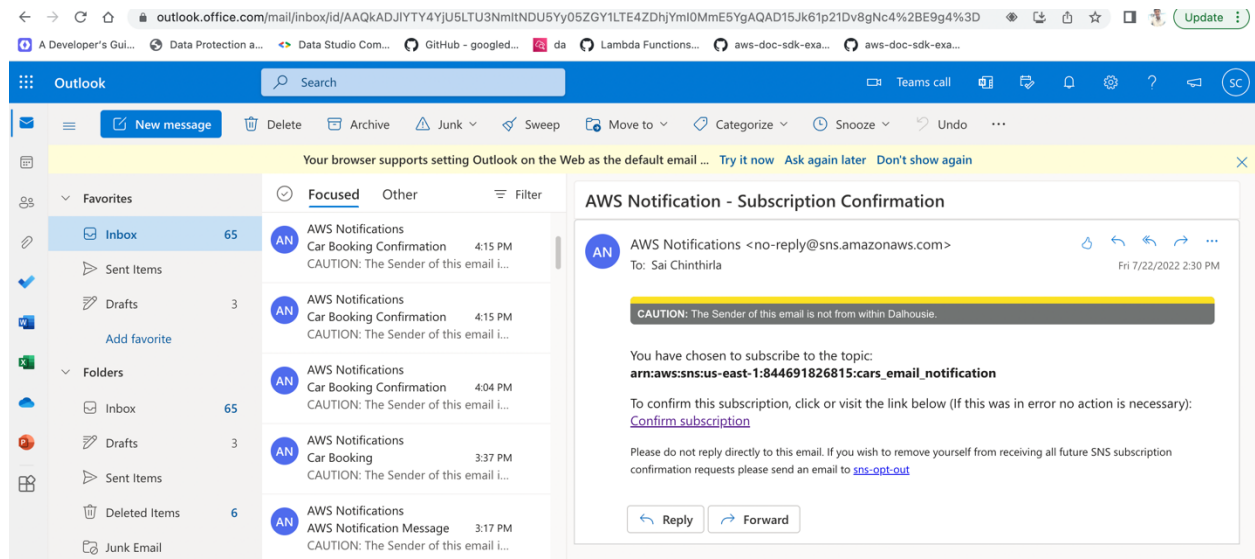 outlook.office.com/mail/inbox/id/AAQkADJlYTY4YjU5LTU3NmItNDU5Yy05ZGY1LTE4ZDhjYmI0MmE5YgAQAD15Jk61p21Dv8gNc4%2BE9g4%3D
Update
A Developer's Gui... Data Protection a... Data Studio Com... GitHub - googled... da Lambda Functions... aws-doc-sdk-exa... aws-doc-sdk-exa...
Outlook Search Teams call SC
New message Delete Archive Junk Sweep Move to Categorize Snooze Undo
Your browser supports setting Outlook on the Web as the default email ... Try it now Ask again later Don't show again
Favorites
Inbox 65
Sent Items
Drafts 3
Add favorite
Folders
Inbox 65
Drafts 3
Sent Items
Deleted Items 6
Junk Email
Focused Other Filter
AN
AWS Notifications
Car Booking Confirmation 4:15 PM
CAUTION: The Sender of this email i...
AN
AWS Notifications
Car Booking Confirmation 4:15 PM
CAUTION: The Sender of this email i...
AN
AWS Notifications
Car Booking Confirmation 4:04 PM
CAUTION: The Sender of this email i...
AN
AWS Notifications
Car Booking 3:37 PM
CAUTION: The Sender of this email i...
AN
AWS Notifications
AWS Notification Message 3:17 PM
CAUTION: The Sender of this email i...
AWS Notification - Subscription Confirmation
AN
AWS Notifications <no-reply@sns.amazonaws.com>
To: Sai Chinthirla Fri 7/22/2022 2:30 PM
CAUTION: The Sender of this email is not from within Dalhousie.
You have chosen to subscribe to the topic:
arn:aws:sns:us-east-1:844691826815:cars_email_notification
To confirm this subscription, click or visit the link below (If this was in error no action is necessary):
Confirm subscription
Please do not reply directly to this email. If you wish to remove yourself from receiving all future SNS subscription
confirmation requests please send an email to sns-opt-out
Reply Forward